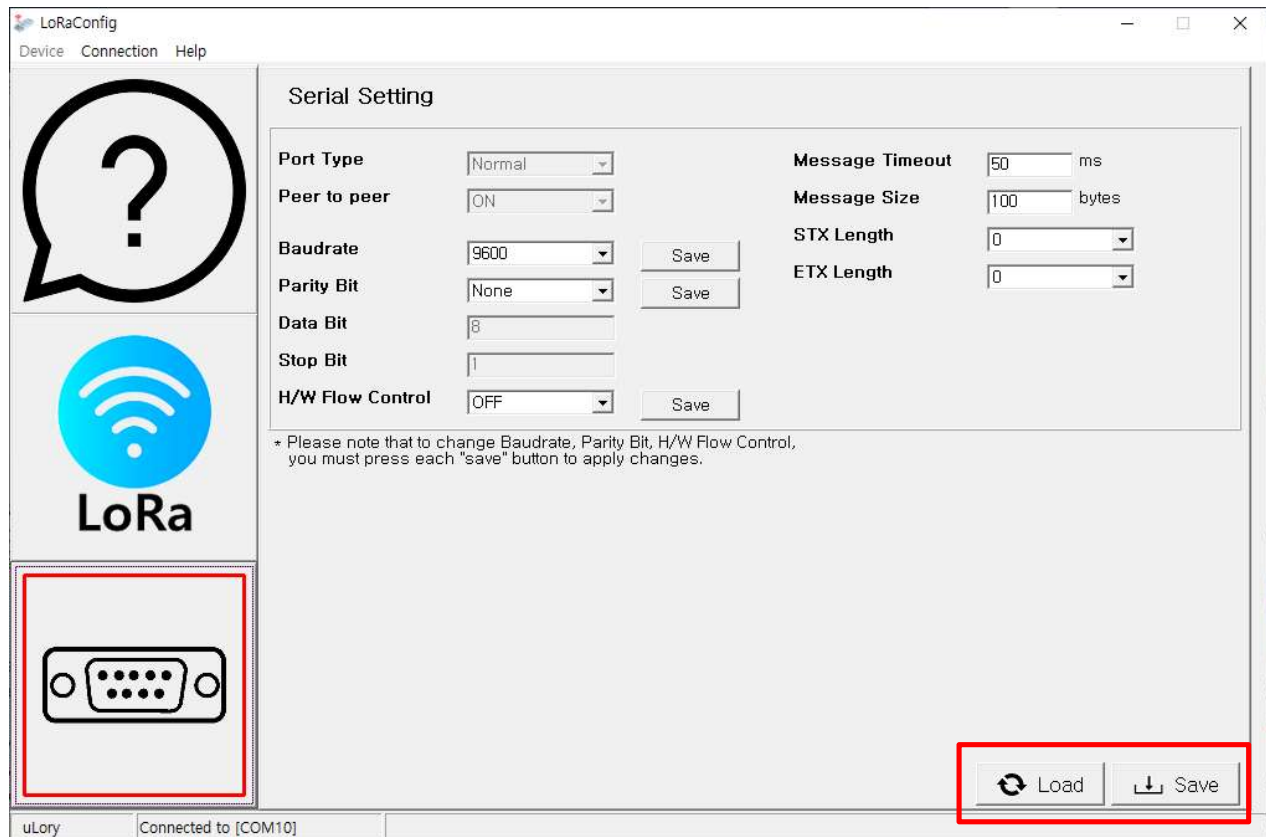 LoRaConfig
Device Connection Help
?
LoRa
Serial Setting
Port Type Normal
Peer to peer ON
Baudrate 9600 Save
Parity Bit None Save
Data Bit 8
Stop Bit 1
H/W Flow Control OFF Save
Message Timeout 50 ms
Message Size 100 bytes
STX Length 0
ETX Length 0
* Please note that to change Baudrate, Parity Bit, H/W Flow Control,
you must press each "save" button to apply changes.
Load Save
uLory Connected to [COM10]